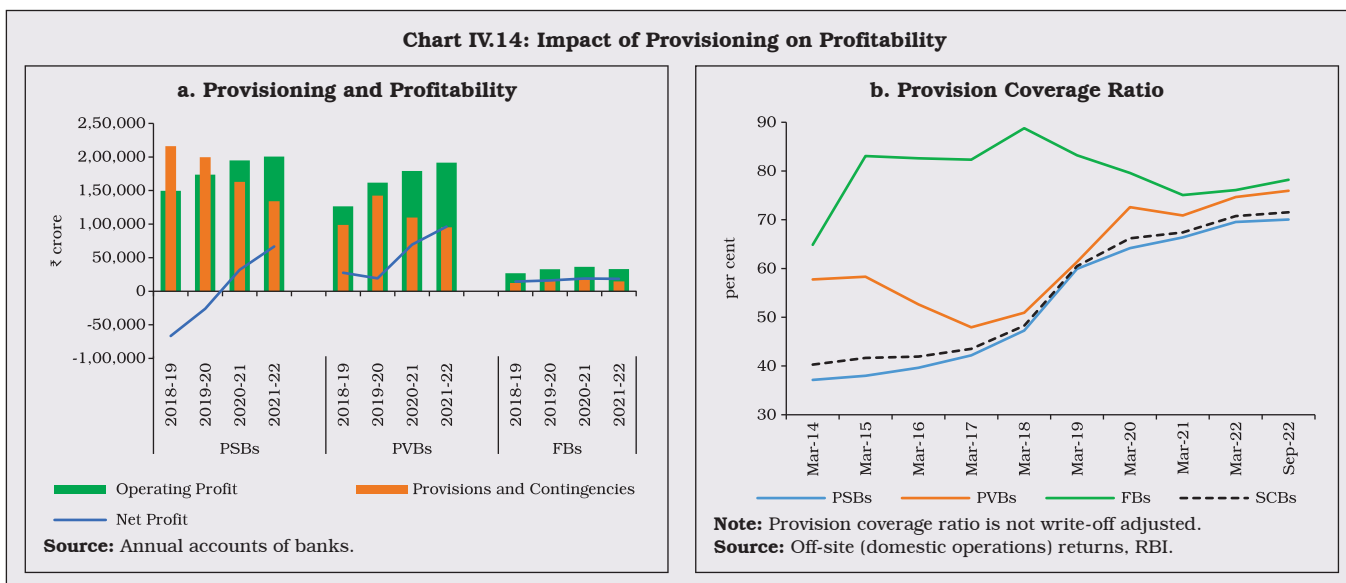 Chart IV.14: Impact of Provisioning on Profitability
a. Provisioning and Profitability
₹ crore
2,50,000
2,00,000
1,50,000
1,00,000
50,000
0
-50,000
-1,00,000
2018-19
2019-20
2020-21
2021-22
2018-19
2019-20
2020-21
2021-22
2018-19
2019-20
2020-21
2021-22
PSBs
PVBs
FBs
Operating Profit
Provisions and Contingencies
Net Profit
Source: Annual accounts of banks.
b. Provision Coverage Ratio
per cent
90
80
70
60
50
40
30
Mar-14
Mar-15
Mar-16
Mar-17
Mar-18
Mar-19
Mar-20
Mar-21
Mar-22
Sep-22
PSBs
PVBs
FBs
SCBs
Note: Provision coverage ratio is not write-off adjusted.
Source: Off-site (domestic operations) returns, RBI.